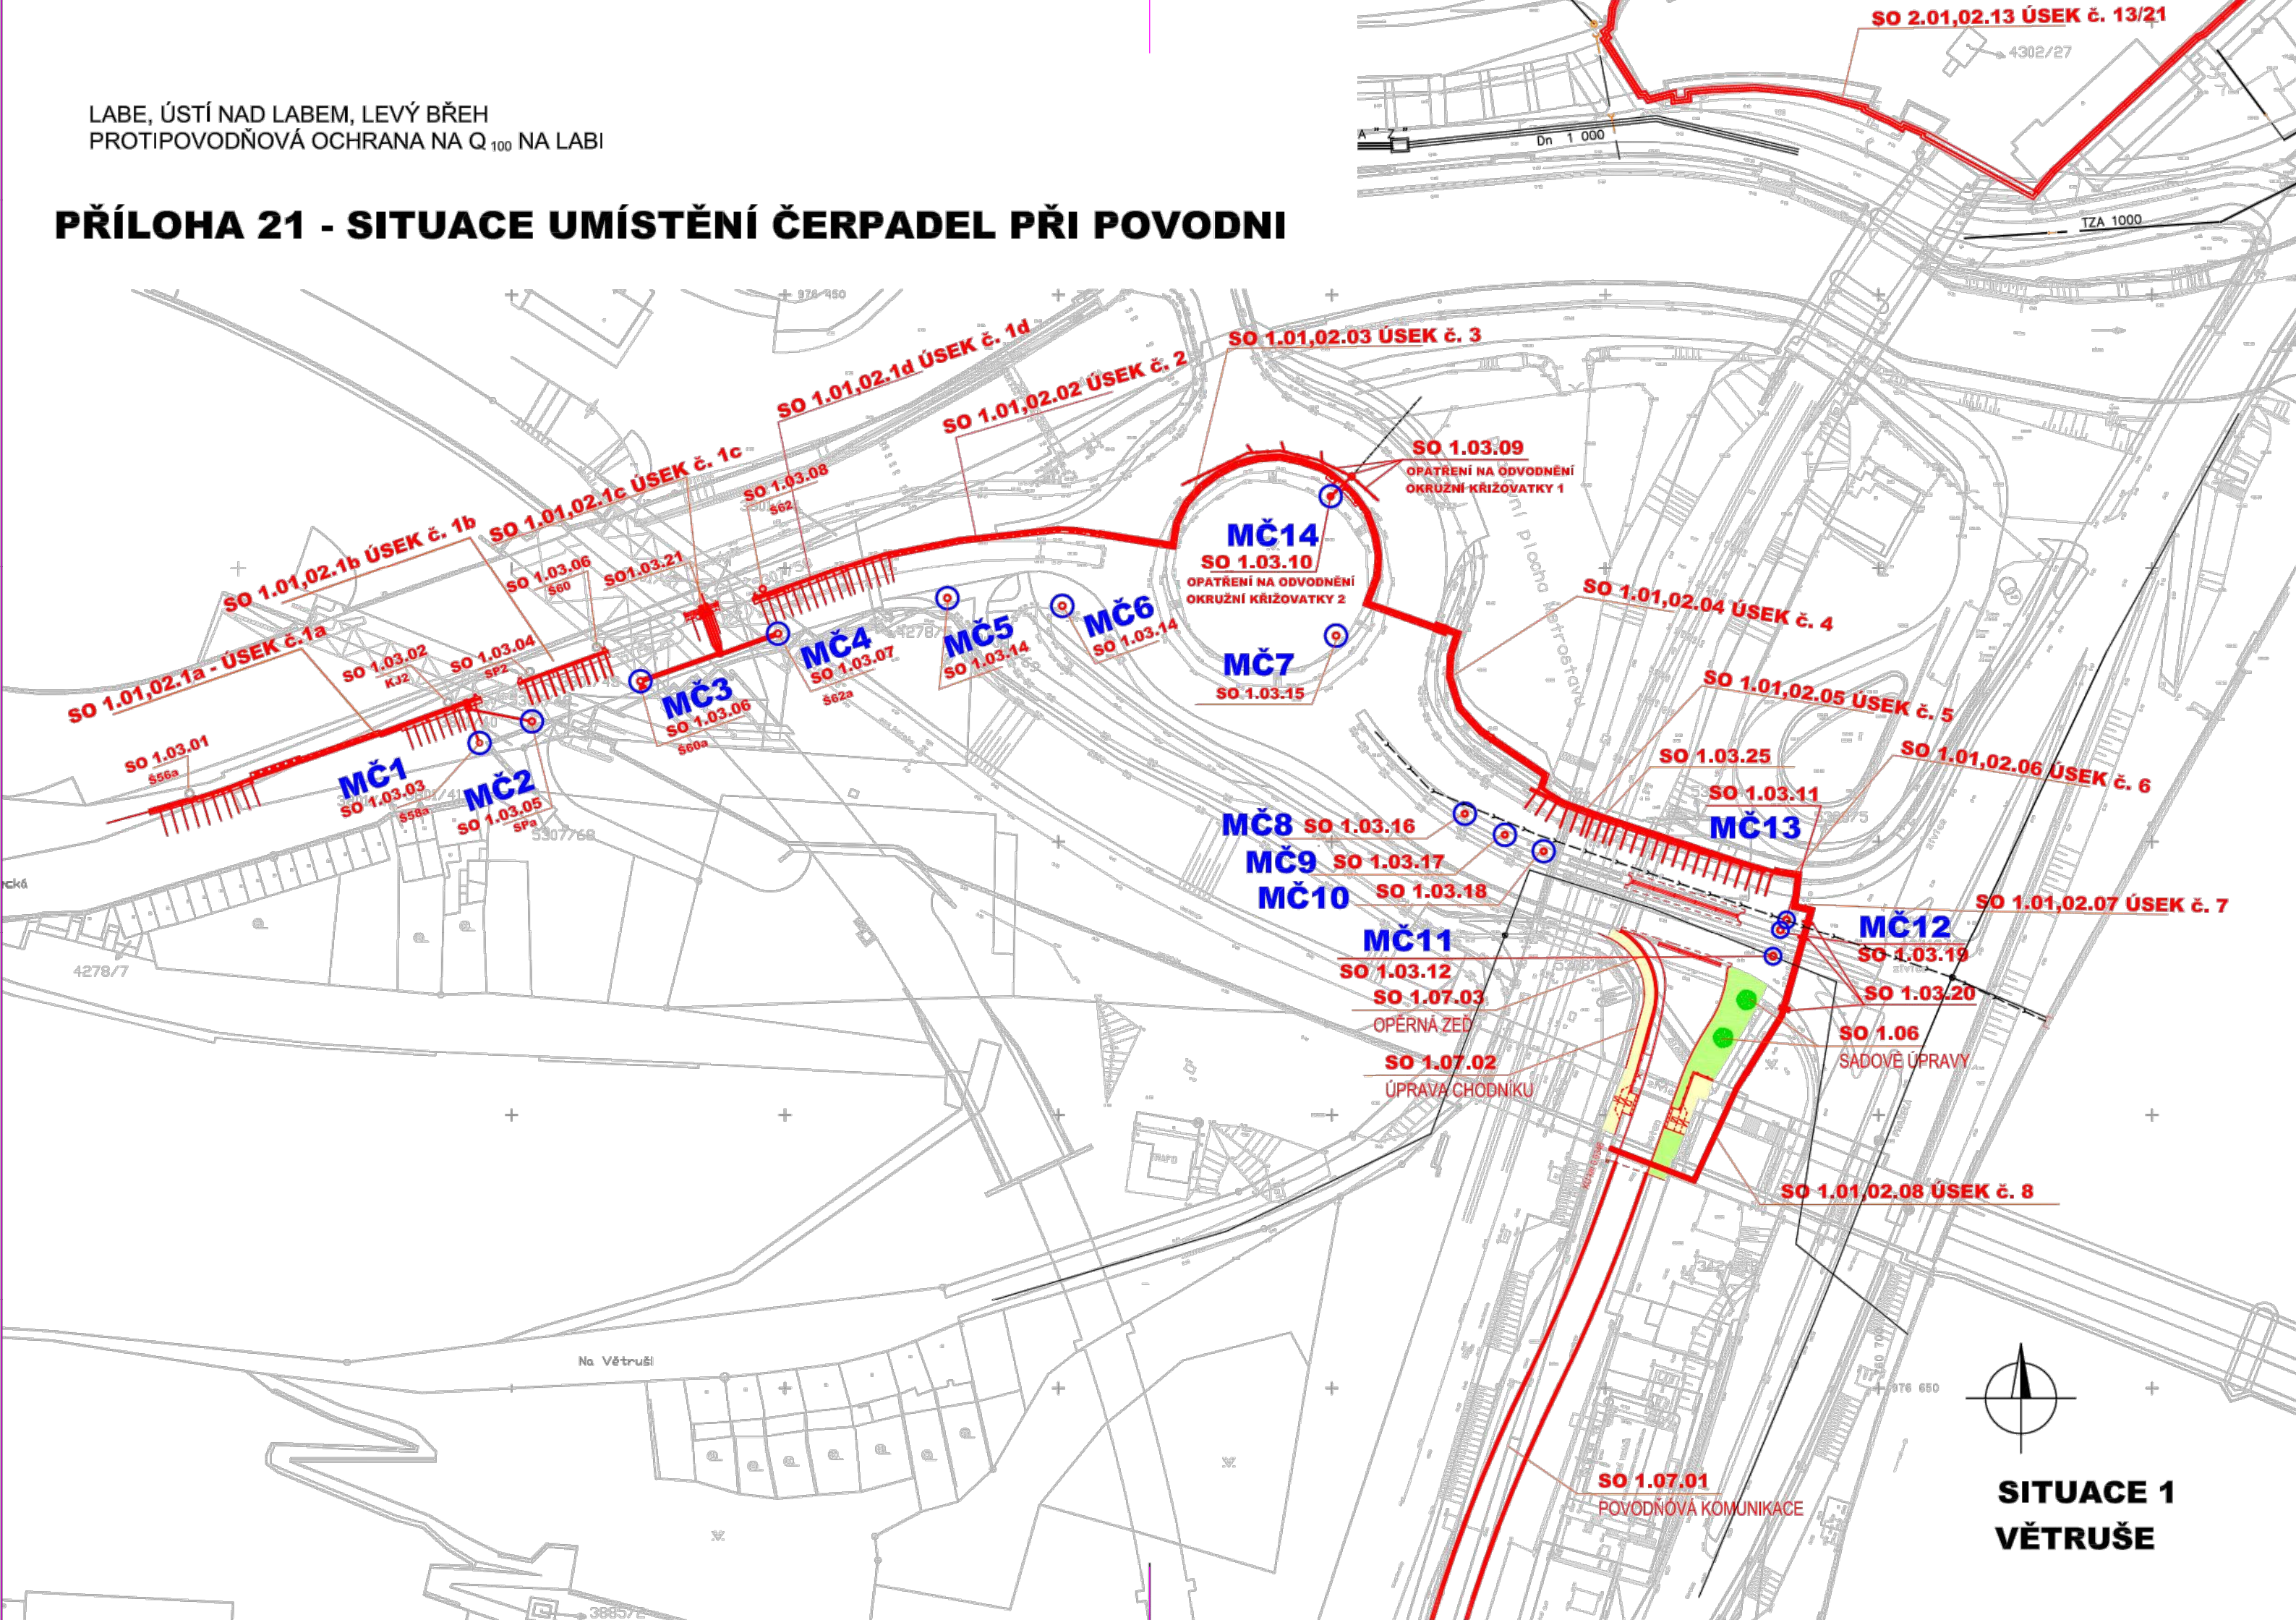 LABE, ÚSTÍ NAD LABEM, LEVÝ BŘEH
PROTIPOVODŇOVÁ OCHRANA NA Q 100 NA LABI
PŘÍLOHA 21 - SITUACE UMÍSTĚNÍ ČERPADEL PŘI POVODNI
SO 2.01,02.13 ÚSEK č. 13/21
4302/27
A "Z"
Dn 1 000
TZA 1000
976 450
SO 1.01,02.1d ÚSEK č. 1d
SO 1.01,02.02 ÚSEK č. 2
SO 1.01,02.03 ÚSEK č. 3
SO 1.01,02.1c ÚSEK č. 1c
SO 1.01,02.1b ÚSEK č. 1b
SO 1.01,02.1a - ÚSEK č.1a
SO 1.03.08
Š62
SO 1.03.09
OPATŘENÍ NA ODVODNĚNÍ
OKRUŽNÍ KŘIŽOVATKY 1
MČ14
SO 1.03.10
OPATŘENÍ NA ODVODNĚNÍ
OKRUŽNÍ KŘIŽOVATKY 2
SO 1.03.06
Š60
SO1.03.21
SO 1.03.02
KJ2
SO 1.03.04
SP2
SO 1.03.01
Š56a
MČ1
SO 1.03.03
Š58a
MČ2
SO 1.03.05
SPa
5307768
MČ3
SO 1.03.06
Š60a
MČ4
SO 1.03.07
Š62a
MČ5
SO 1.03.14
MČ6
SO 1.03.14
MČ7
SO 1.03.15
SO 1.01,02.04 ÚSEK č. 4
SO 1.01,02.05 ÚSEK č. 5
SO 1.03.25
SO 1.01,02.06 ÚSEK č. 6
SO 1.03.11
MČ13
MČ8 SO 1.03.16
MČ9 SO 1.03.17
MČ10 SO 1.03.18
SO 1.01,02.07 ÚSEK č. 7
MČ11
SO 1.03.12
MČ12
SO 1.03.19
SO 1.03.20
SO 1.07.03
OPĚRNÁ ZEĎ
SO 1.07.02
ÚPRAVA CHODNÍKU
SO 1.06
SADOVÉ ÚPRAVY
SO 1.01,02.08 ÚSEK č. 8
4278/7
TRAFO
Na Větruši
976 650
SO 1.07.01
POVODŇOVÁ KOMUNIKACE
3885/2
SITUACE 1
VĚTRUŠE